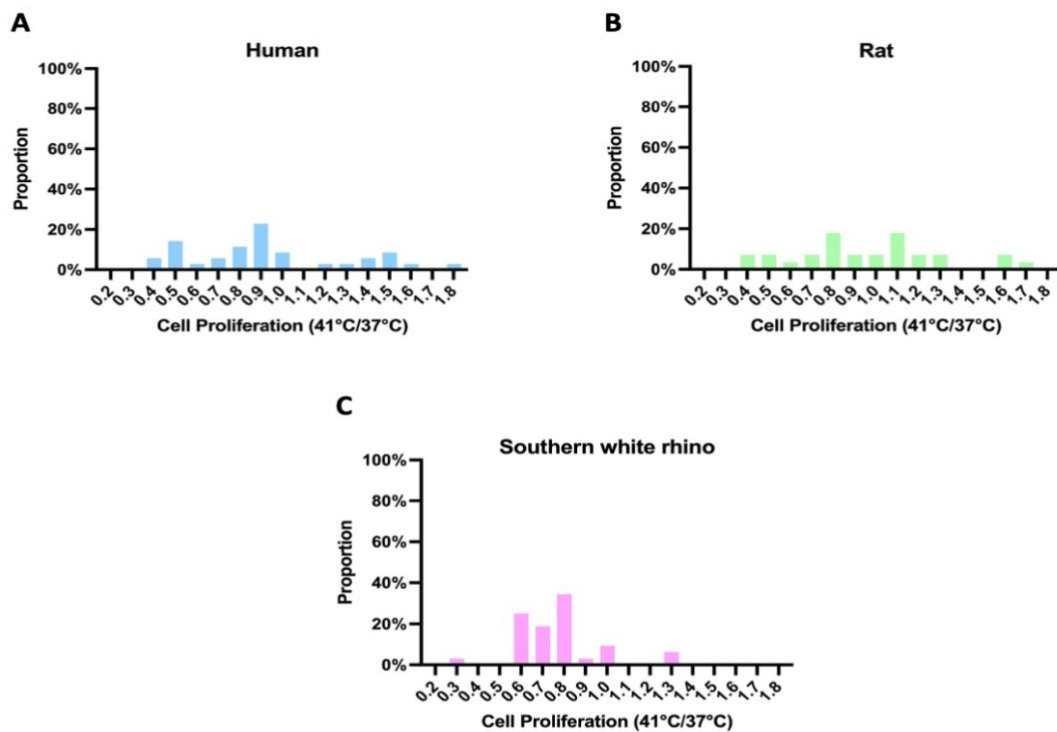 A
Human
100%
80%
60%
40%
20%
0%
Proportion
0.2 0.3 0.4 0.5 0.6 0.7 0.8 0.9 1.0 1.1 1.2 1.3 1.4 1.5 1.6 1.7 1.8
Cell Proliferation (41°C/37°C)
B
Rat
100%
80%
60%
40%
20%
0%
Proportion
0.2 0.3 0.4 0.5 0.6 0.7 0.8 0.9 1.0 1.1 1.2 1.3 1.4 1.5 1.6 1.7 1.8
Cell Proliferation (41°C/37°C)
C
Southern white rhino
100%
80%
60%
40%
20%
0%
Proportion
0.2 0.3 0.4 0.5 0.6 0.7 0.8 0.9 1.0 1.1 1.2 1.3 1.4 1.5 1.6 1.7 1.8
Cell Proliferation (41°C/37°C)